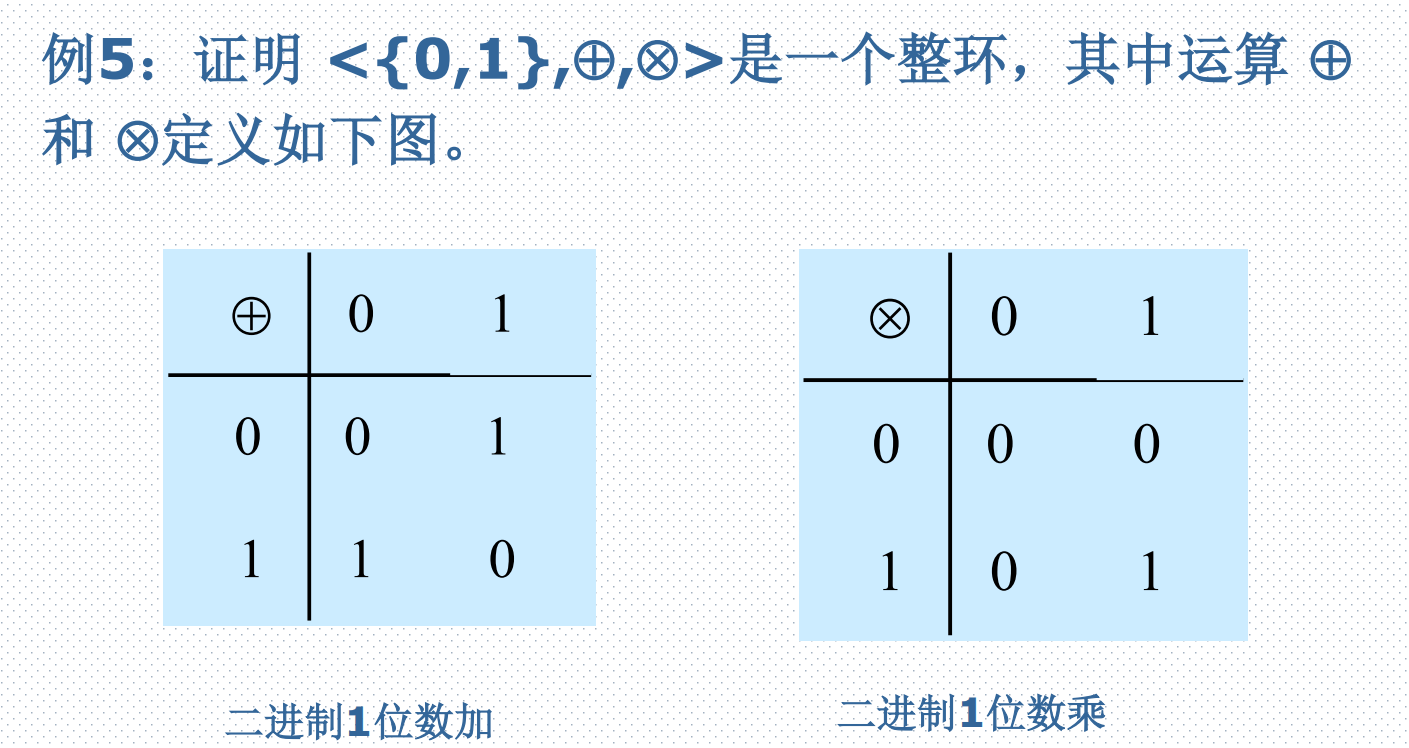 例5：证明 <{0,1},⊕,⊗>是一个整环，其中运算 ⊕
和 ⊗定义如下图。
⊕ 0 1
0 0 1
1 1 0
⊗ 0 1
0 0 0
1 0 1
二进制1位数加
二进制1位数乘